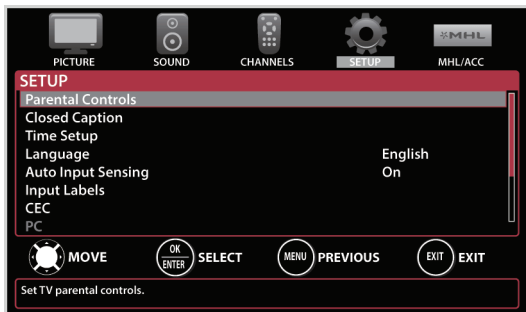 MHL
PICTURE SOUND CHANNELS SETUP MHL/ACC
SETUP
Parental Controls
Closed Caption
Time Setup
Language English
Auto Input Sensing On
Input Labels
CEC
PC
MOVE OK ENTER SELECT MENU PREVIOUS EXIT EXIT
Set TV parental controls.